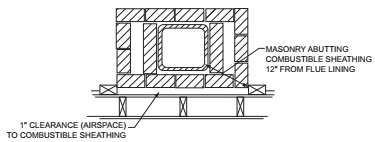 MASONRY ABUTTING
COMBUSTIBLE SHEATHING
12" FROM FLUE LINING
1" CLEARANCE (AIRSPACE)
TO COMBUSTIBLE SHEATHING